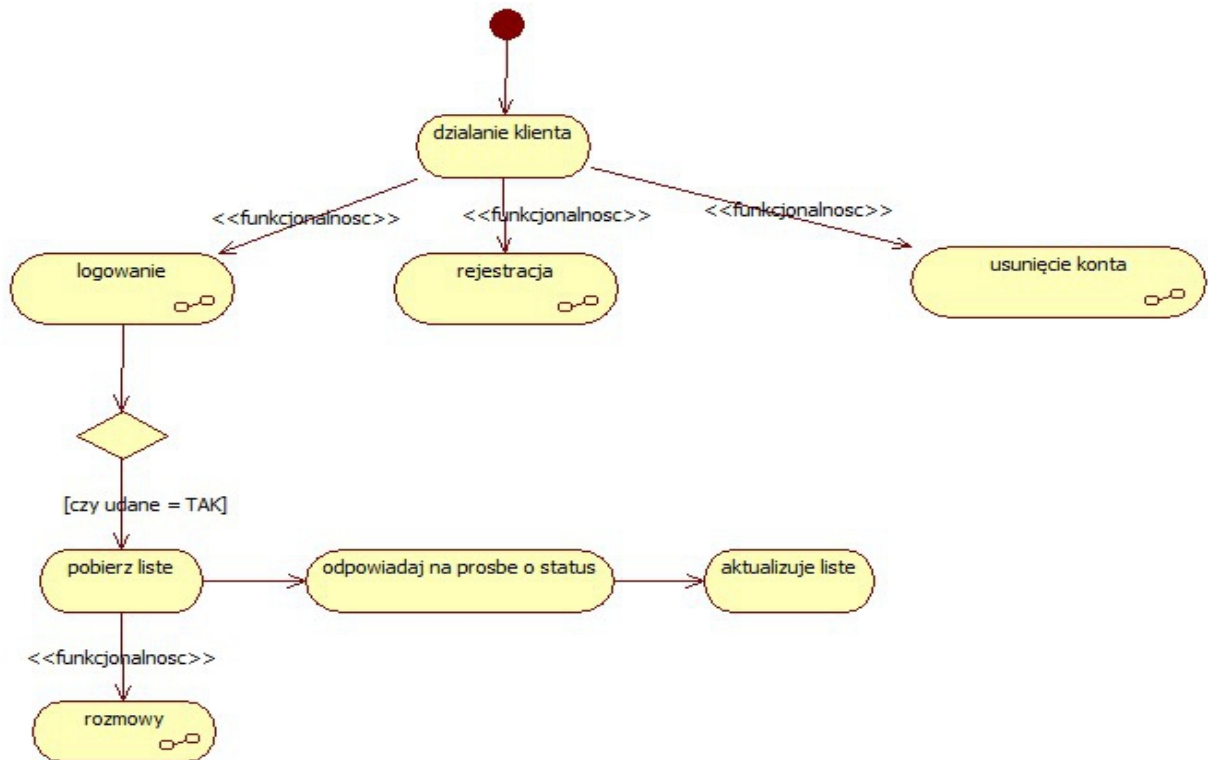 dzialanie klienta
<<funkcjonalnosc>>
<<funkcjonalnosc>>
<<funkcjonalnosc>>
logowanie
rejestracja
usunięcie konta
[czy udane = TAK]
pobierz liste
odpowiadaj na prosbe o status
aktualizuje liste
<<funkcjonalnosc>>
rozmowy